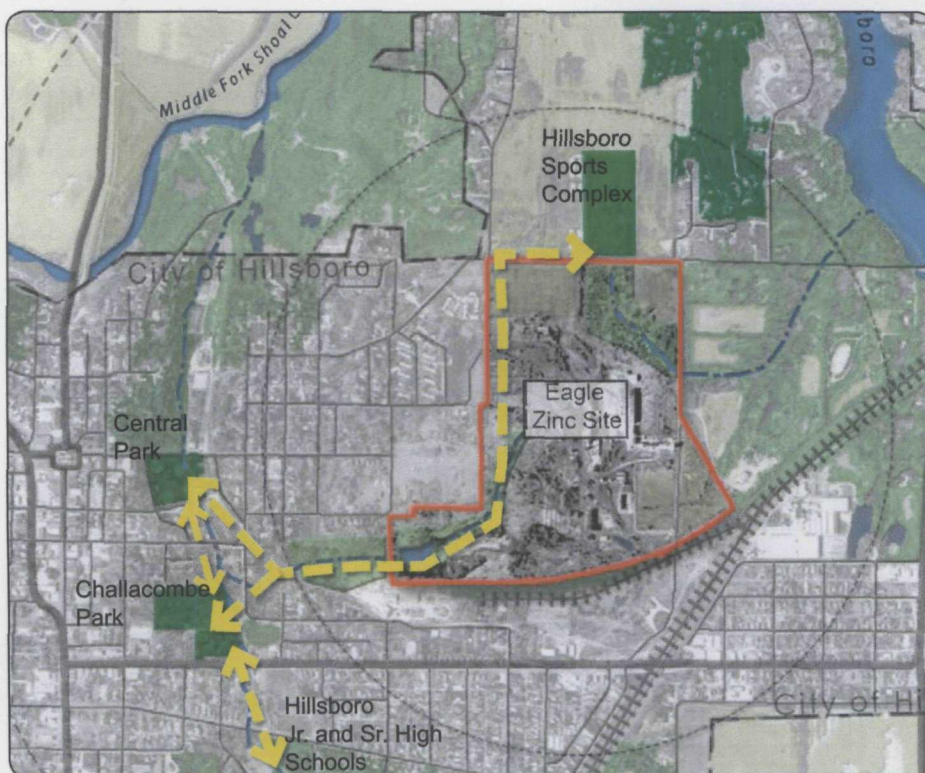 Middle Fork Shoal
Hillsboro
Sports
Complex
City of Hillsboro
Eagle
Zinc Site
Central
Park
Challacombe
Park
Hillsboro
Jr. and Sr. High
Schools
City of Hi